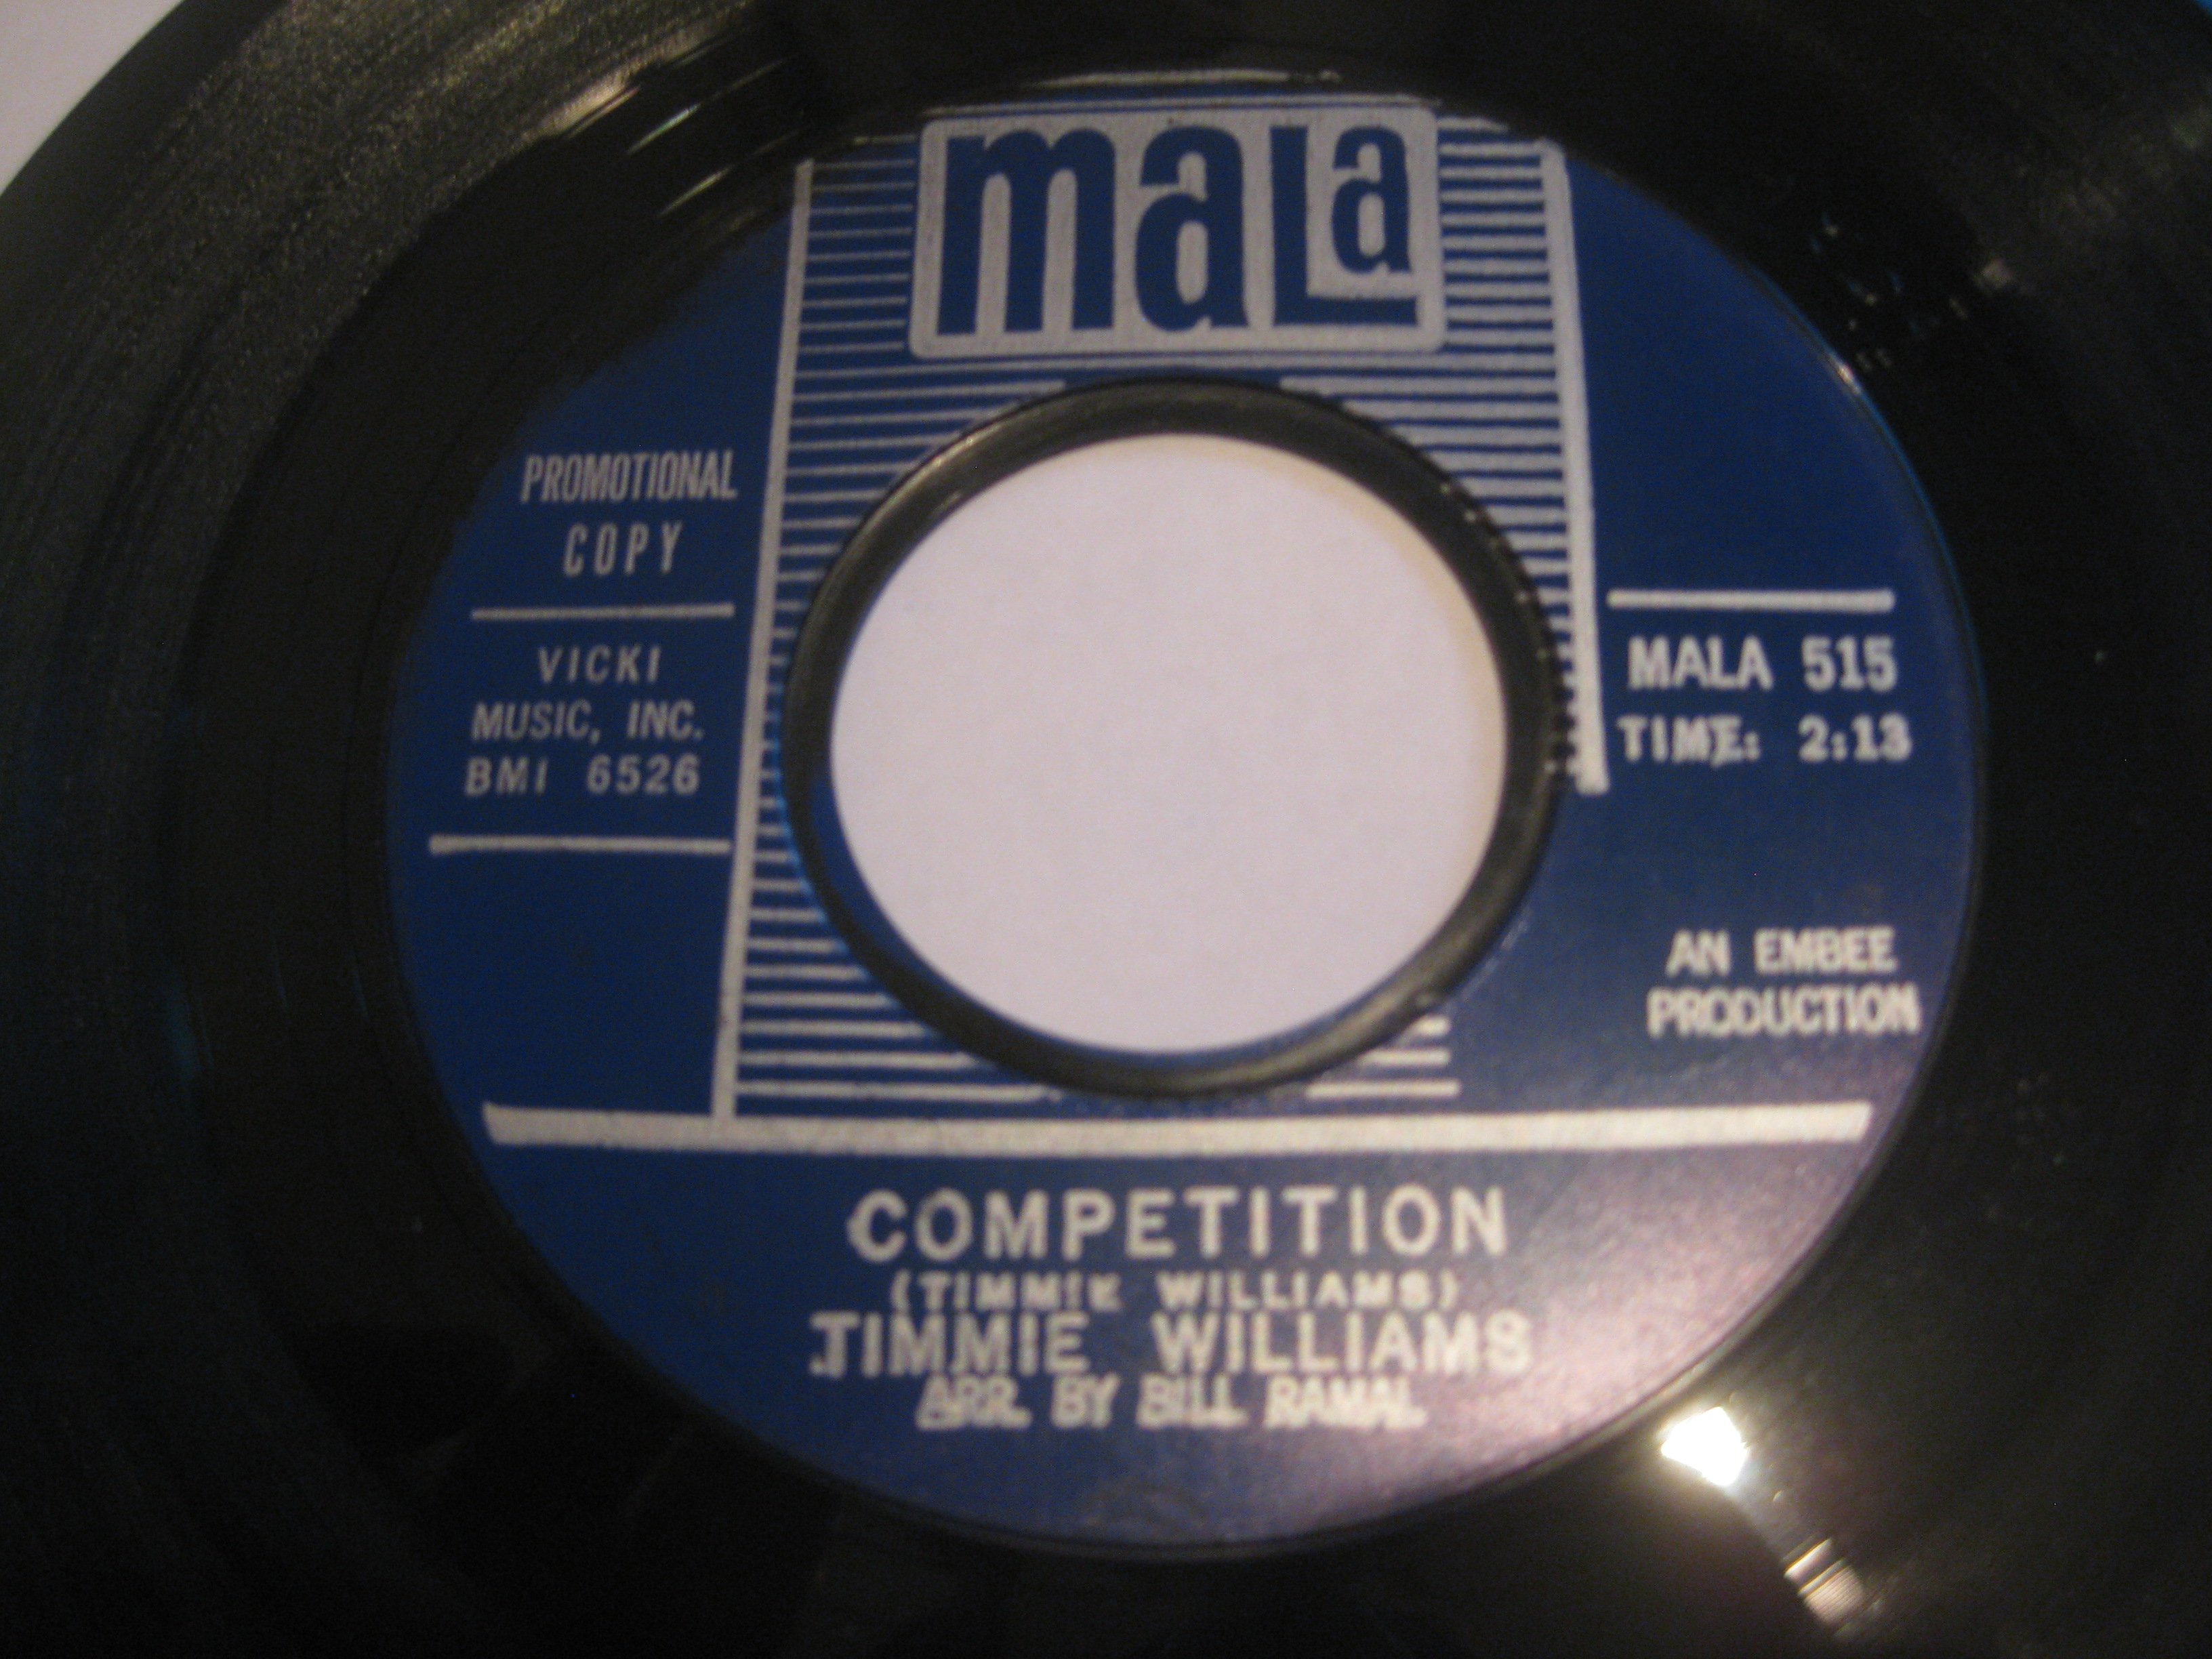 mala
PROMOTIONAL
COPY
VICKI
MUSIC, INC.
BMI 6526
MALA 515
TIME: 2:13
AN EMBEE
PRODUCTION
COMPETITION
(TIMMIE WILLIAMS)
TIMMIE WILLIAMS
ARR. BY BILL RAMAL